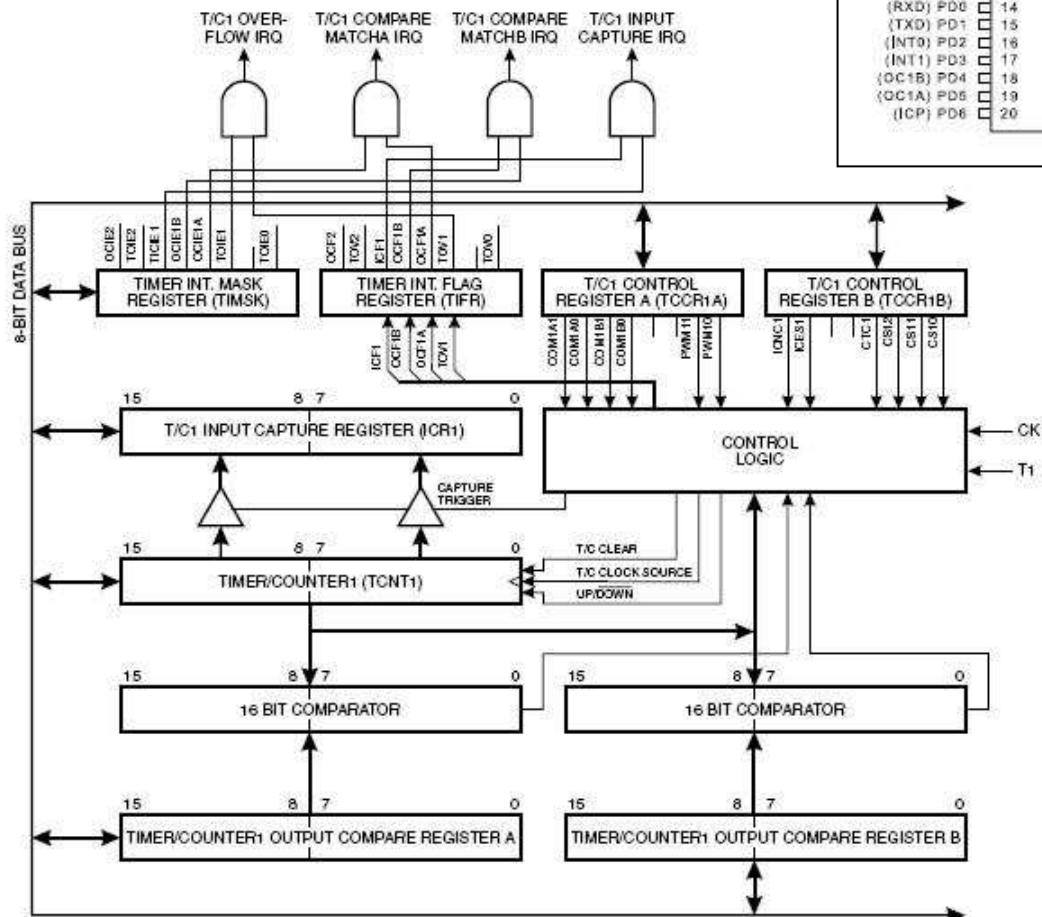 T/C1 OVER-
FLOW IRQ
T/C1 COMPARE
MATCHA IRQ
T/C1 COMPARE
MATCHB IRQ
T/C1 INPUT
CAPTURE IRQ
(RXD) PD0 14
(TXD) PD1 15
(INT0) PD2 16
(INT1) PD3 17
(OC1B) PD4 18
(OC1A) PD5 19
(ICP) PD6 20
8-BIT DATA BUS
OCIE2
TOIE2
TICIE1
OCIE1B
OCIE1A
TOIE1
TOIE0
OCF2
TOV2
ICF1
OCF1B
OCF1A
TOV1
TOV0
TIMER INT. MASK
REGISTER (TIMSK)
TIMER INT. FLAG
REGISTER (TIFR)
T/C1 CONTROL
REGISTER A (TCCR1A)
T/C1 CONTROL
REGISTER B (TCCR1B)
ICF1
OCF1B
OCF1A
TOV1
COM1A1
COM1A0
COM1B1
COM1B0
PWM11
PWM10
ICNC1
ICES1
CTC1
CS12
CS11
CS10
15 8 7 0
T/C1 INPUT CAPTURE REGISTER (ICR1)
CONTROL
LOGIC
CK
T1
CAPTURE
TRIGGER
15 8 7 0
TIMER/COUNTER1 (TCNT1)
T/C CLEAR
T/C CLOCK SOURCE
UP/DOWN
15 8 7 0
16 BIT COMPARATOR
15 8 7 0
16 BIT COMPARATOR
15 8 7 0
TIMER/COUNTER1 OUTPUT COMPARE REGISTER A
15 8 7 0
TIMER/COUNTER1 OUTPUT COMPARE REGISTER B